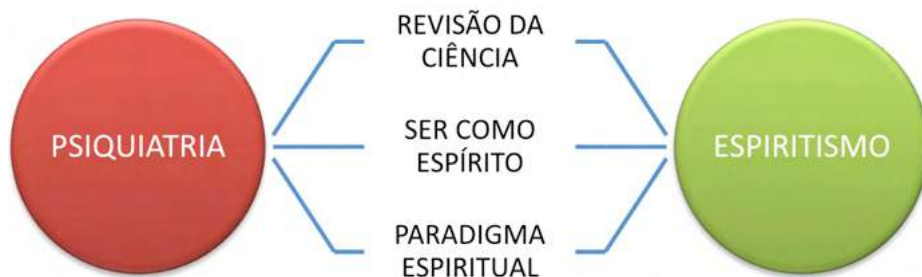 PSIQUIATRIA
REVISÃO DA
CIÊNCIA
SER COMO
ESPÍRITO
PARADIGMA
ESPIRITUAL
ESPIRITISMO